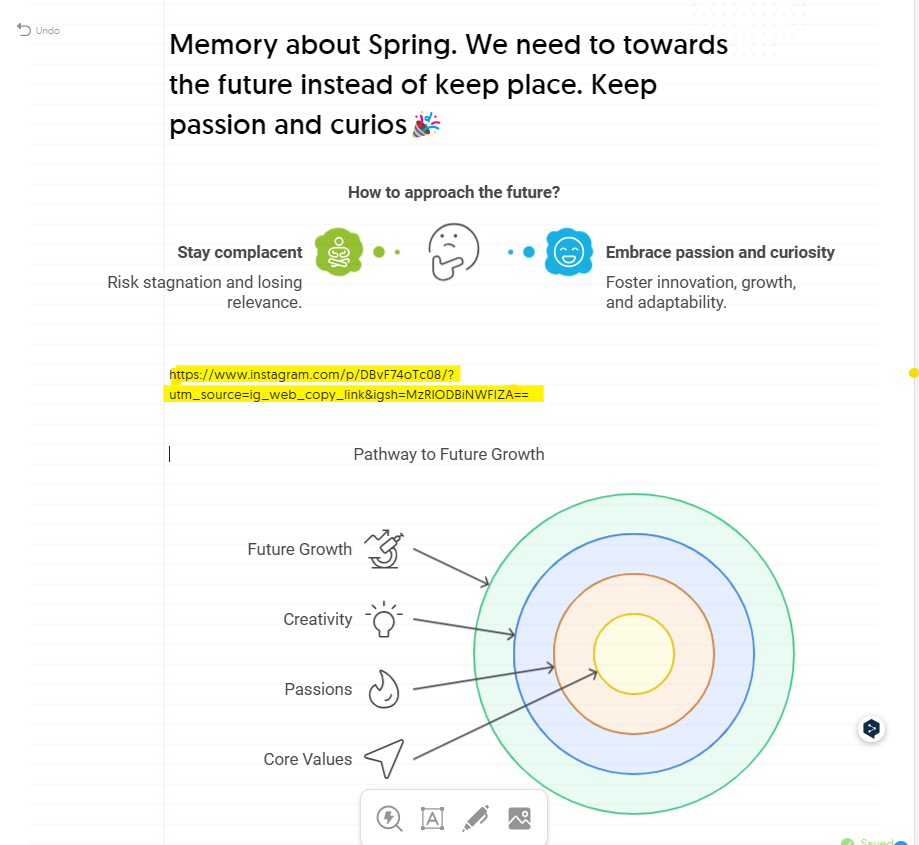 Undo
Memory about Spring. We need to towards
the future instead of keep place. Keep
passion and curios
How to approach the future?
Stay complacent
Risk stagnation and losing
relevance.
Embrace passion and curiosity
Foster innovation, growth,
and adaptability.
https://www.instagram.com/p/DBvF74oTc08/?
utm_source=ig_web_copy_link&igsh=MzRlODBiNWFlZA==
Pathway to Future Growth
Future Growth
Creativity
Passions
Core Values
A
Saved